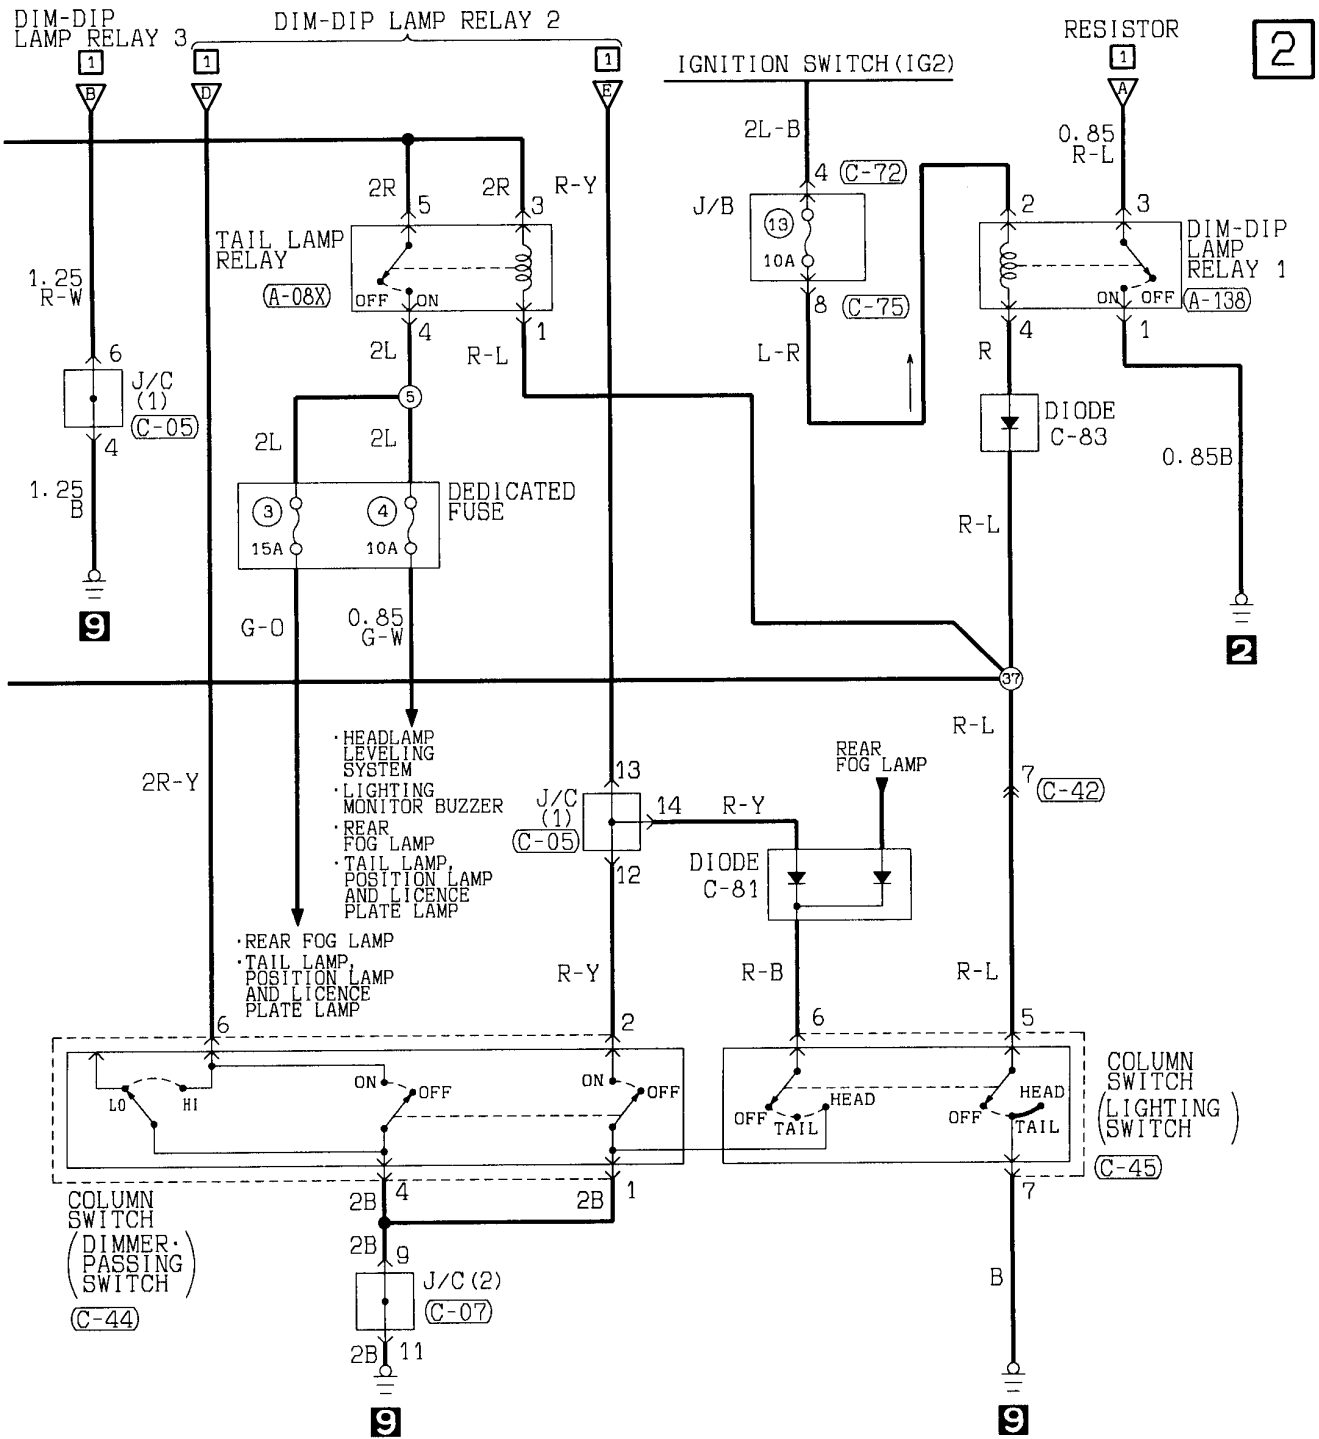 DIM-DIP
LAMP RELAY 3
DIM-DIP LAMP RELAY 2
RESISTOR
2
1
1
1
IGNITION SWITCH(IG2)
1
B
D
E
A
2L-B
0.85
R-L
2R
2R
R-Y
4
C-72
5
3
J/B
2
3
TAIL LAMP
RELAY
13
10A
DIM-DIP
LAMP
RELAY 1
1.25
R-W
A-08X
OFF
ON
8
C-75
ON
OFF
A-138
4
1
4
1
6
2L
R-L
L-R
R
J/C
(1)
C-05
5
DIODE
C-83
4
2L
2L
0.85B
1.25
B
3
15A
4
10A
DEDICATED
FUSE
R-L
9
G-O
0.85
G-W
2
37
R-L
·HEADLAMP
LEVELING
SYSTEM
·LIGHTING
MONITOR BUZZER
·REAR
FOG LAMP
·TAIL LAMP,
POSITION LAMP
AND LICENCE
PLATE LAMP
REAR
FOG LAMP
2R-Y
13
7
C-42
J/C
(1)
C-05
14
R-Y
12
DIODE
C-81
·REAR FOG LAMP
·TAIL LAMP,
POSITION LAMP
AND LICENCE
PLATE LAMP
R-Y
R-B
R-L
6
2
6
5
LO
HI
ON
OFF
ON
OFF
OFF
TAIL
HEAD
OFF
TAIL
HEAD
COLUMN
SWITCH
(LIGHTING
SWITCH)
C-45
4
1
7
2B
2B
COLUMN
SWITCH
(DIMMER·
PASSING
SWITCH)
C-44
2B
9
J/C(2)
C-07
B
2B
11
9
9